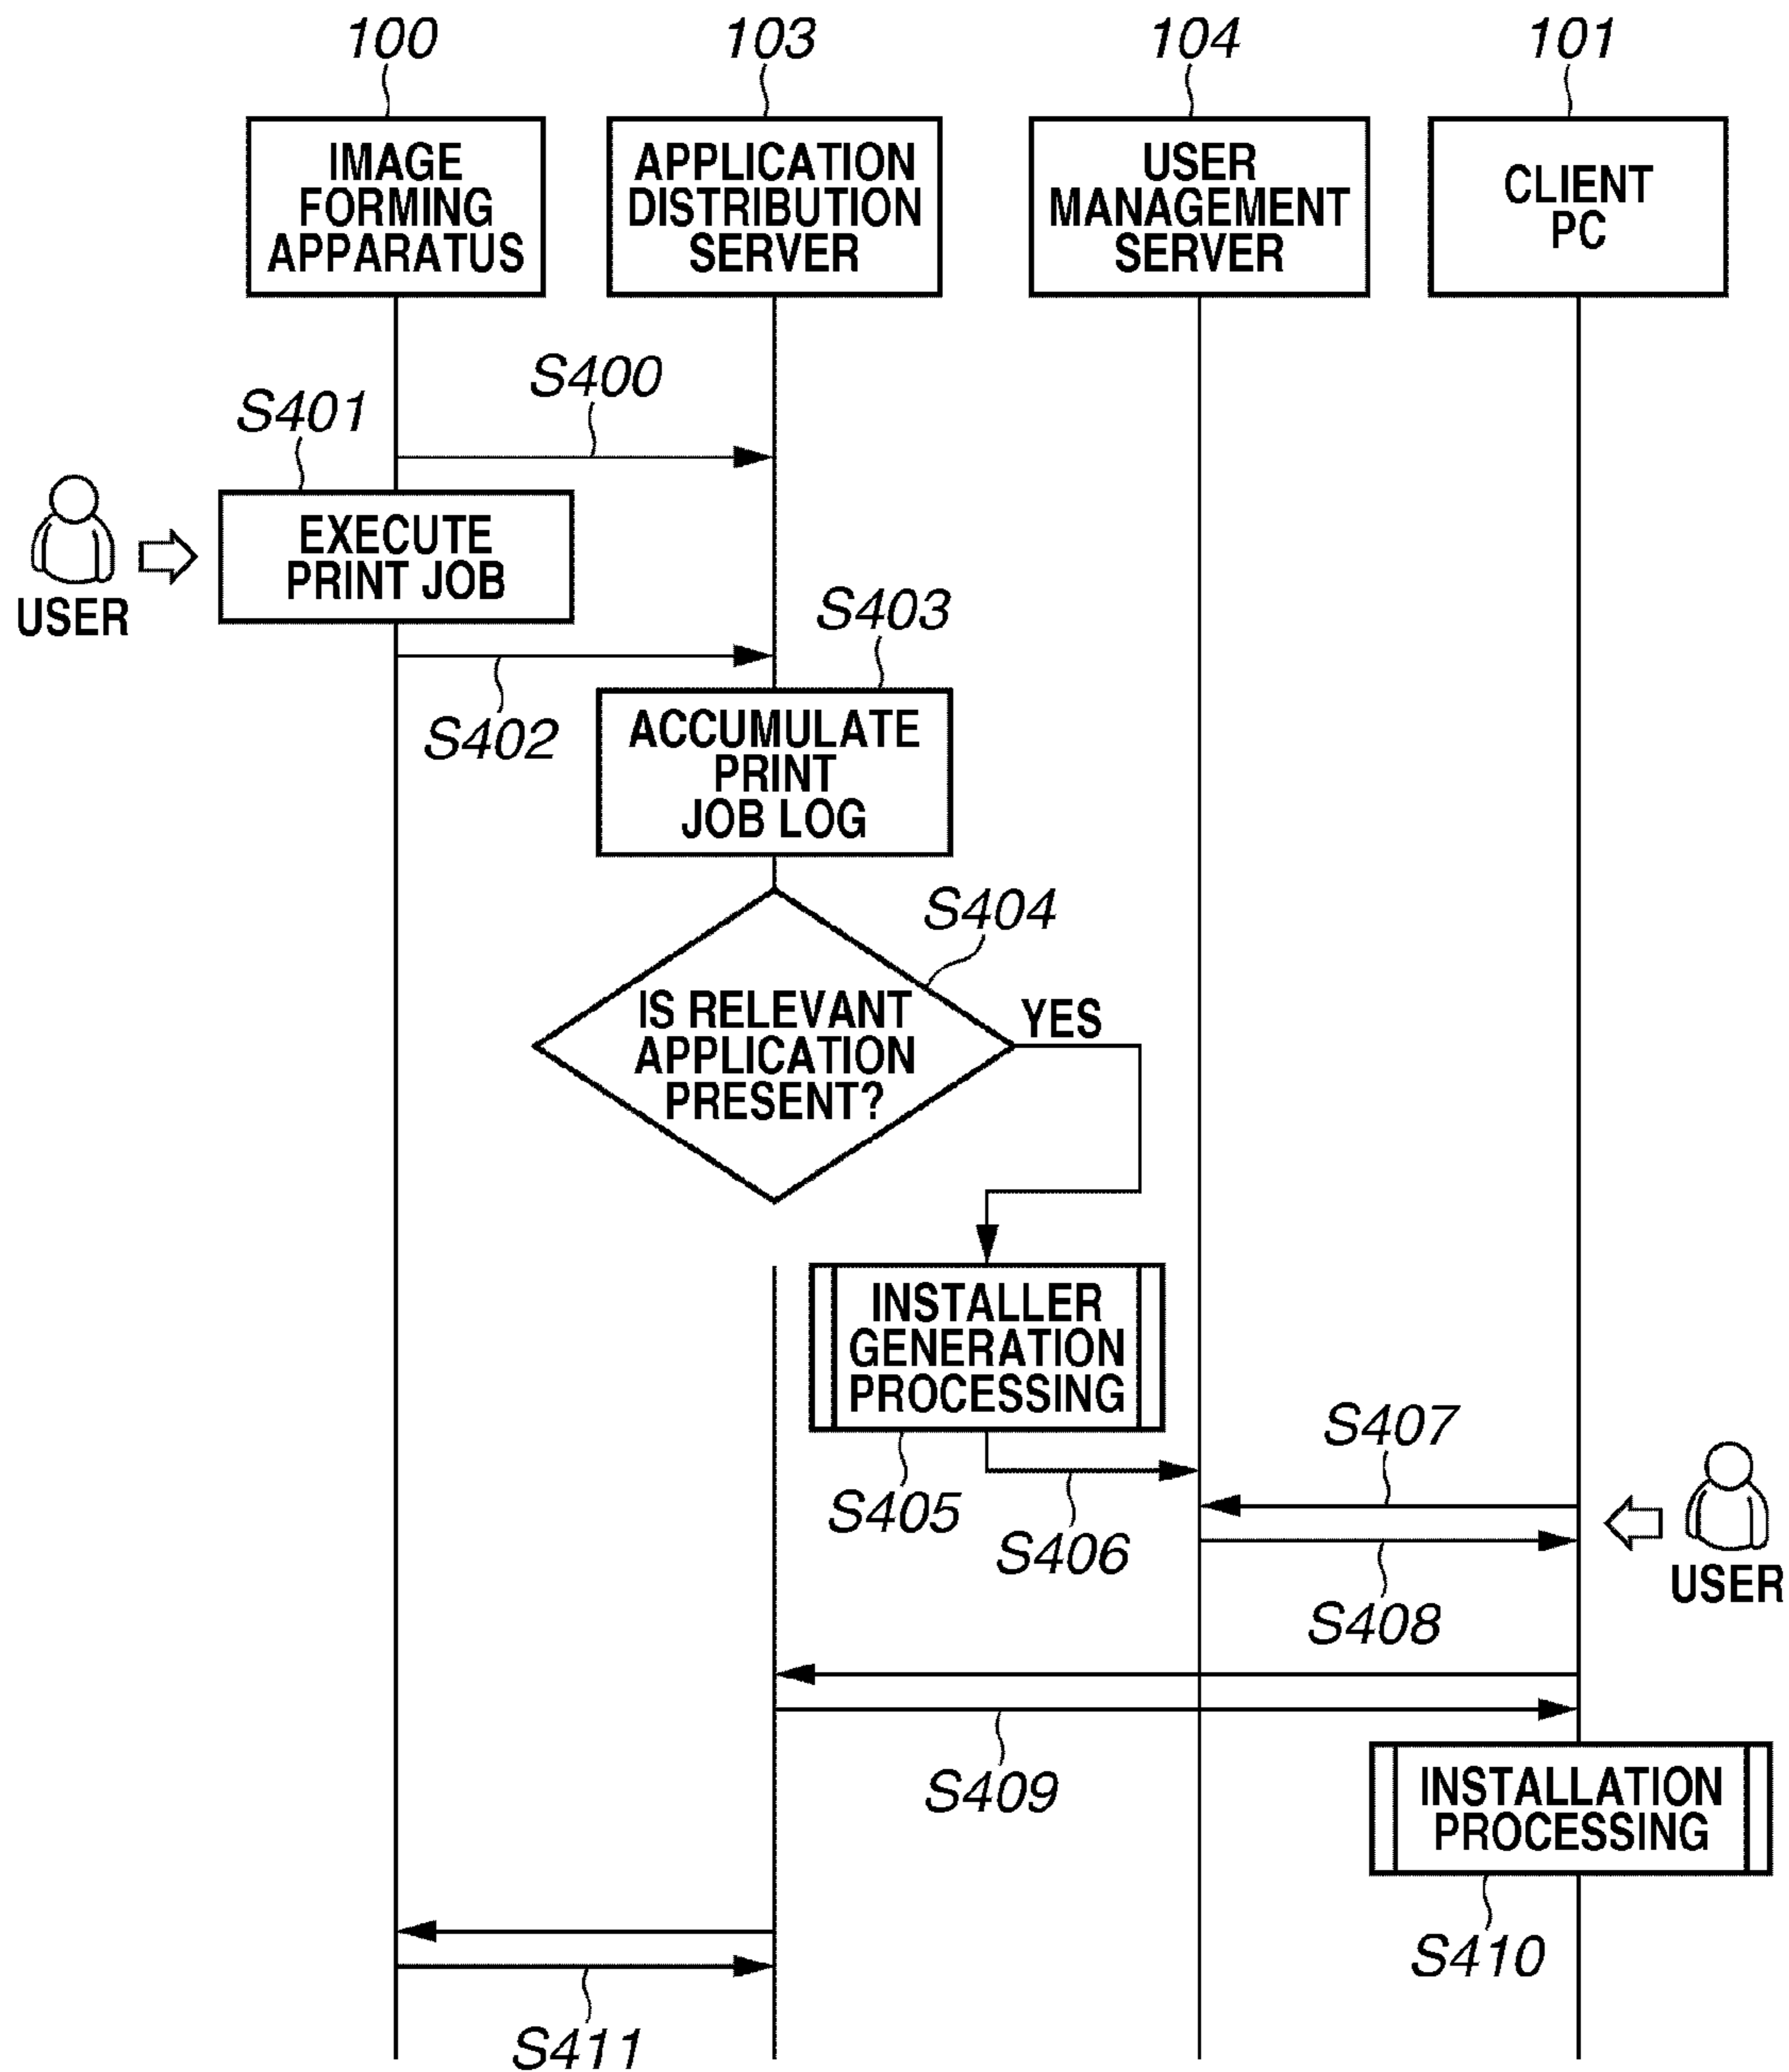 100
103
104
101
IMAGE
FORMING
APPARATUS
APPLICATION
DISTRIBUTION
SERVER
USER
MANAGEMENT
SERVER
CLIENT
PC
S400
S401
EXECUTE
PRINT JOB
USER
S402
S403
ACCUMULATE
PRINT
JOB LOG
S404
IS RELEVANT
APPLICATION
PRESENT?
YES
INSTALLER
GENERATION
PROCESSING
S405
S406
S407
USER
S408
S409
INSTALLATION
PROCESSING
S410
S411